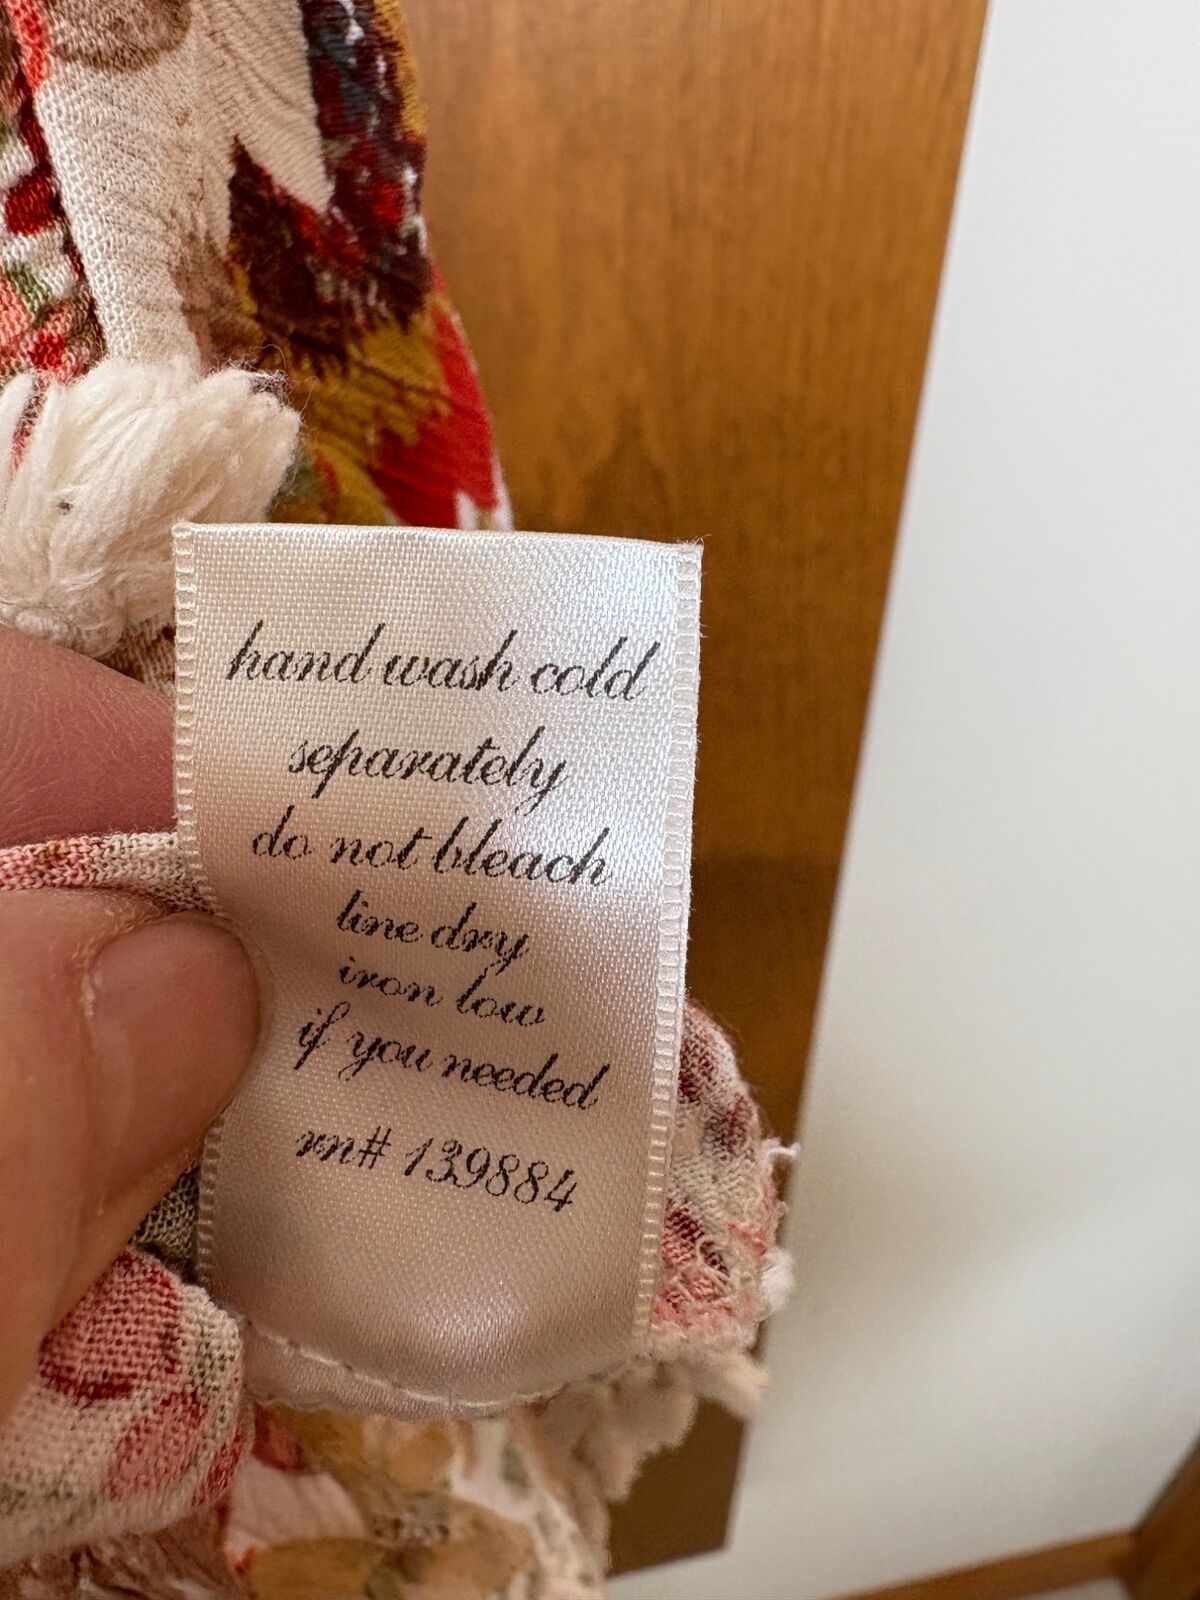 hand wash cold
separately
do not bleach
line dry
iron low
if you needed
rn# 139884